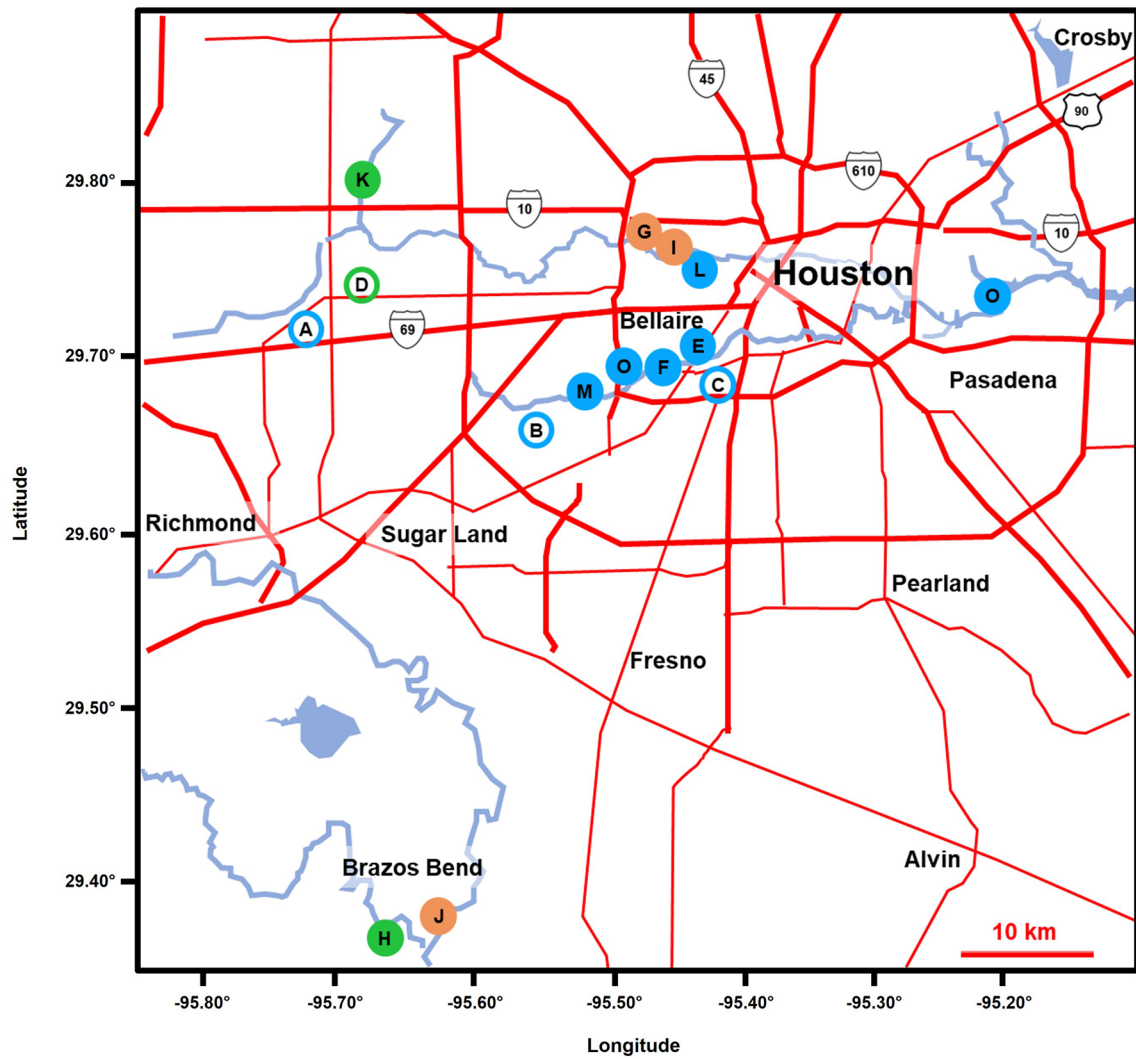 Crosby
45
90
29.80°
K
610
10
G
I
10
L
Houston
D
O
A
69
Bellaire
E
29.70°
O
F
M
C
Pasadena
B
Latitude
Richmond
29.60°
Sugar Land
Pearland
Fresno
29.50°
Brazos Bend
Alvin
29.40°
J
H
10 km
-95.80°
-95.70°
-95.60°
-95.50°
-95.40°
-95.30°
-95.20°
Longitude